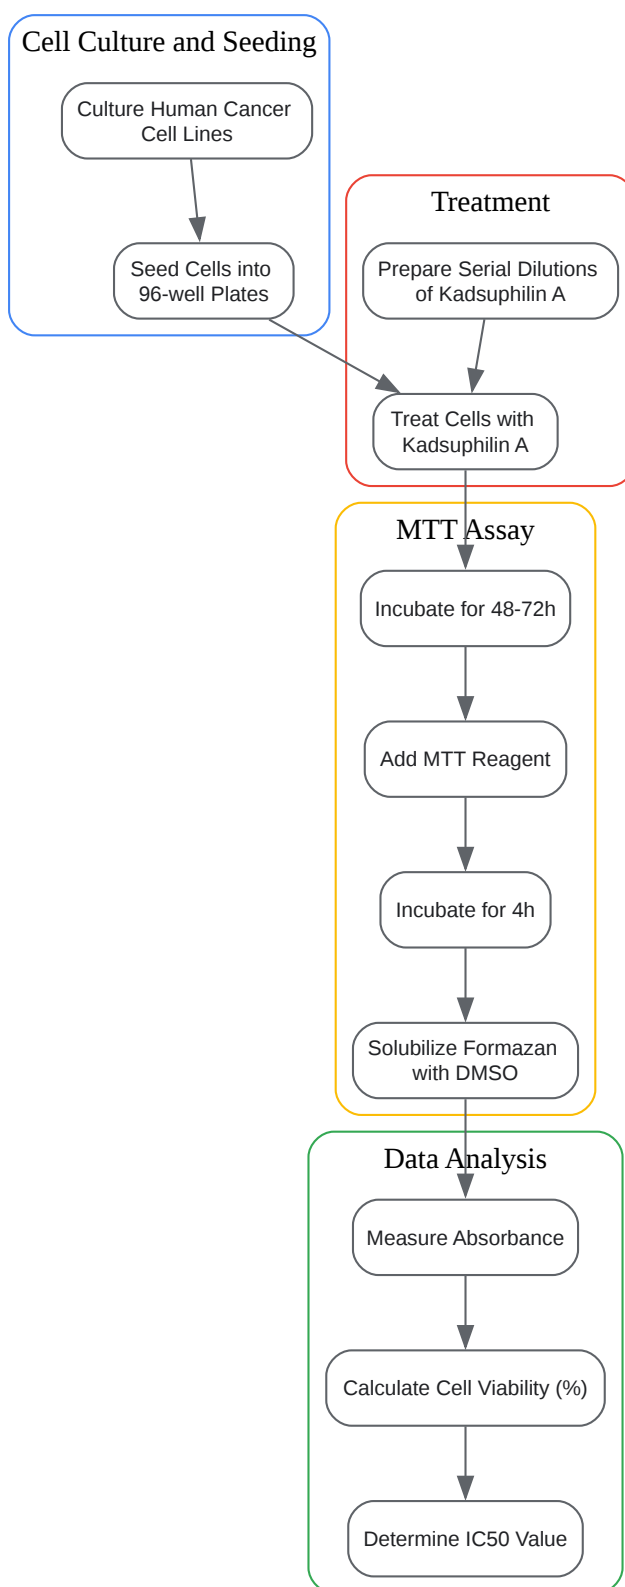 Cell Culture and Seeding
Culture Human Cancer
Cell Lines
Seed Cells into
96-well Plates
Treatment
Prepare Serial Dilutions
of Kadsuphilin A
Treat Cells with
Kadsuphilin A
MTT Assay
Incubate for 48-72h
Add MTT Reagent
Incubate for 4h
Solubilize Formazan
with DMSO
Data Analysis
Measure Absorbance
Calculate Cell Viability (%)
Determine IC50 Value